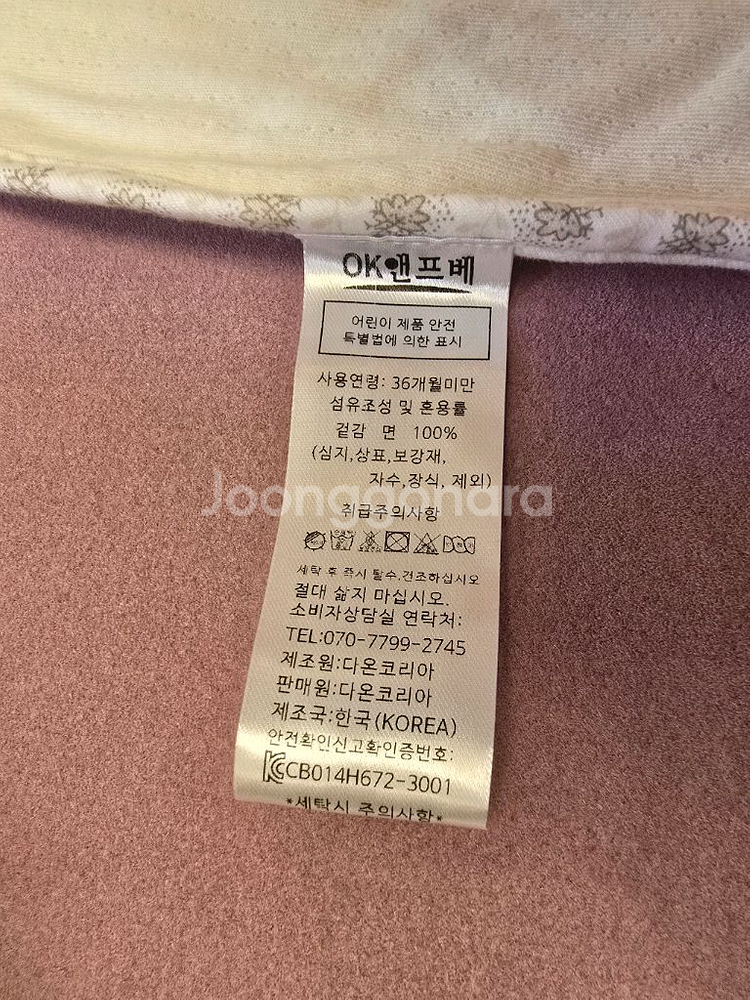 OK앤프베
어린이 제품 안전
특별법에 의한 표시
사용연령: 36개월미만
섬유조성 및 혼용률
겉감 면 100%
(심지,상표,보강재,
자수,장식, 제외)
Joonggonara
취급주의사항
세탁 후 즉시 탈수.건조하십시오
절대 삶지 마십시오.
소비자상담실 연락처:
TEL:070-7799-2745
제조원:다온코리아
판매원:다온코리아
제조국:한국(KOREA)
안전확인신고확인증번호:
CB014H672-3001
*세탁시 주의사항*